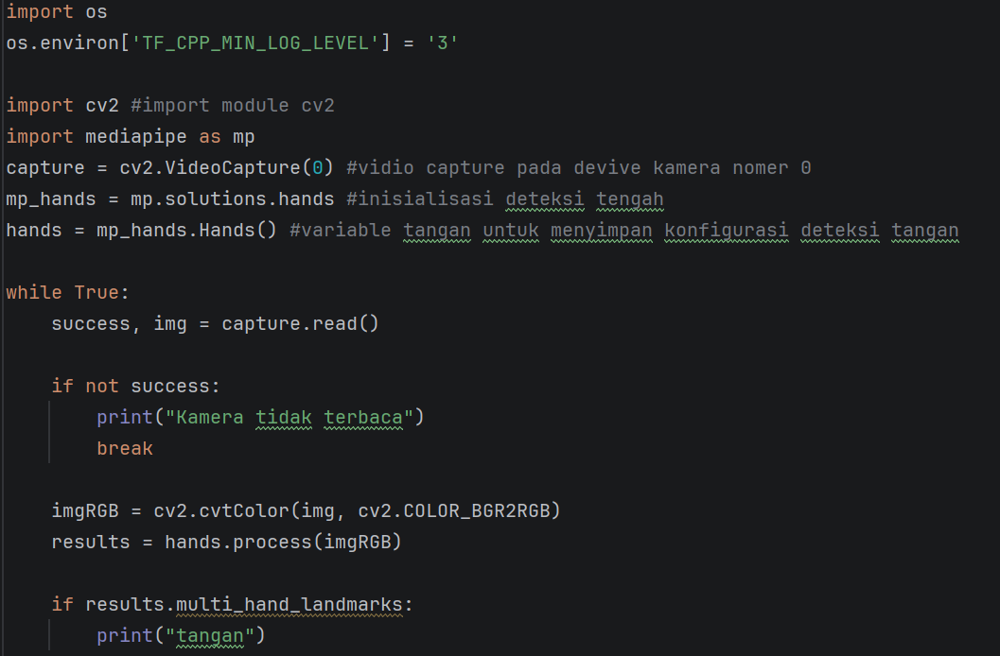 import os
os.environ['TF_CPP_MIN_LOG_LEVEL'] = '3'
import cv2 #import module cv2
import mediapipe as mp
capture = cv2.VideoCapture(0) #vidio capture pada devive kamera nomer 0
mp_hands = mp.solutions.hands #inisialisasi deteksi tengah
hands = mp_hands.Hands() #variable tangan untuk menyimpan konfigurasi deteksi tangan
while True:
    success, img = capture.read()
    if not success:
        print("Kamera tidak terbaca")
        break
    imgRGB = cv2.cvtColor(img, cv2.COLOR_BGR2RGB)
    results = hands.process(imgRGB)
    if results.multi_hand_landmarks:
        print("tangan")